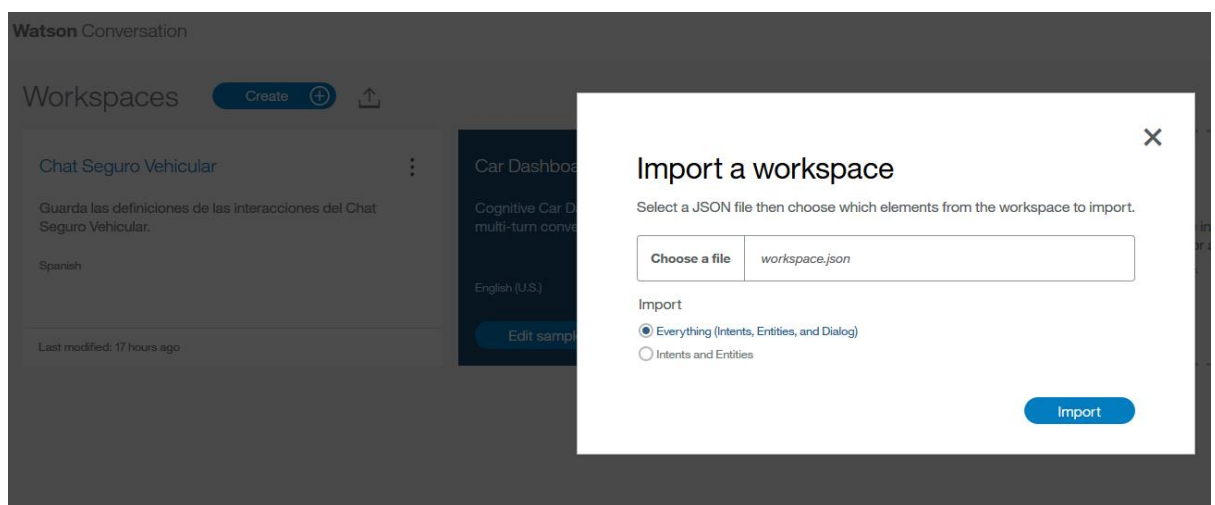 Watson Conversation
Workspaces
Create
Chat Seguro Vehicular
Guarda las definiciones de las interacciones del Chat
Seguro Vehicular.
Spanish
Last modified: 17 hours ago
Car Dashboa
Cognitive Car D
multi-turn conve
English (U.S.)
Edit sampl
Import a workspace
Select a JSON file then choose which elements from the workspace to import.
Choose a file workspace.json
Import
Everything (Intents, Entities, and Dialog)
Intents and Entities
Import